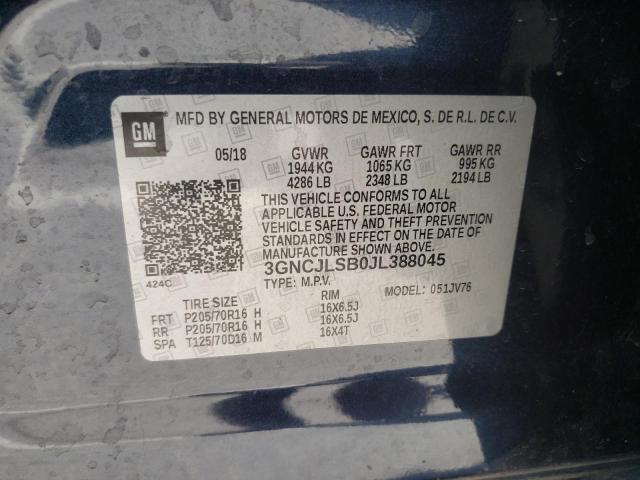 GM MFD BY GENERAL MOTORS DE MEXICO, S. DE R.L. DE C.V.
05/18 GVWR GAWR FRT GAWR RR
1944 KG 1065 KG 995 KG
4286 LB 2348 LB 2194 LB
THIS VEHICLE CONFORMS TO ALL
APPLICABLE U.S. FEDERAL MOTOR
VEHICLE SAFETY AND THEFT PREVENTION
STANDARDS IN EFFECT ON THE DATE OF
MANUFACTURE SHOWN ABOVE.
3GNCJLSB0JL388045
424C TYPE: M.P.V. MODEL: 051JV76
TIRE SIZE RIM
FRT P205/70R16 H 16X6.5J
RR P205/70R16 H 16X6.5J
SPA T125/70D16 M 16X4T